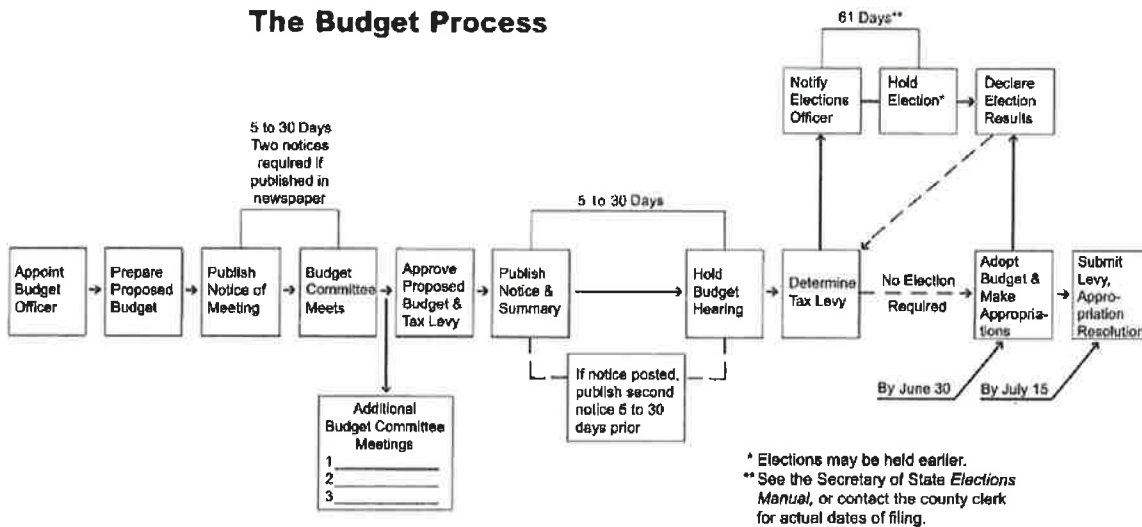 The Budget Process
61 Days**
Notify
Elections
Officer
Hold
Election*
Declare
Election
Results
5 to 30 Days
Two notices
required if
published in
newspaper
5 to 30 Days
Appoint
Budget
Officer
Prepare
Proposed
Budget
Publish
Notice of
Meeting
Budget
Committee
Meets
Approve
Proposed
Budget &
Tax Levy
Publish
Notice &
Summary
Hold
Budget
Hearing
Determine
Tax Levy
No Election
Required
Adopt
Budget &
Make
Appropria-
tions
Submit
Levy,
Appro-
priation
Resolution
If notice posted,
publish second
notice 5 to 30
days prior
By June 30
By July 15
Additional
Budget Committee
Meetings
1
2
3
* Elections may be held earlier.
** See the Secretary of State Elections
Manual, or contact the county clerk
for actual dates of filing.